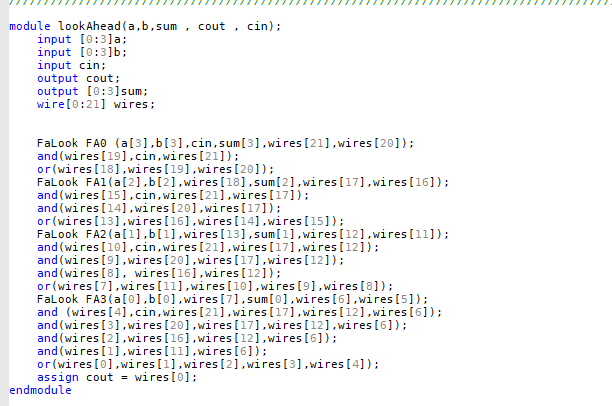 module lookAhead(a,b,sum , cout , cin);
    input [0:3]a;
    input [0:3]b;
    input cin;
    output cout;
    output [0:3]sum;
    wire[0:21] wires;
    FaLook FA0 (a[3],b[3],cin,sum[3],wires[21],wires[20]);
    and(wires[19],cin,wires[21]);
    or(wires[18],wires[19],wires[20]);
    FaLook FA1(a[2],b[2],wires[18],sum[2],wires[17],wires[16]);
    and(wires[15],cin,wires[21],wires[17]);
    and(wires[14],wires[20],wires[17]);
    or(wires[13],wires[16],wires[14],wires[15]);
    FaLook FA2(a[1],b[1],wires[13],sum[1],wires[12],wires[11]);
    and(wires[10],cin,wires[21],wires[17],wires[12]);
    and(wires[9],wires[20],wires[17],wires[12]);
    and(wires[8], wires[16],wires[12]);
    or(wires[7],wires[11],wires[10],wires[9],wires[8]);
    FaLook FA3(a[0],b[0],wires[7],sum[0],wires[6],wires[5]);
    and (wires[4],cin,wires[21],wires[17],wires[12],wires[6]);
    and(wires[3],wires[20],wires[17],wires[12],wires[6]);
    and(wires[2],wires[16],wires[12],wires[6]);
    and(wires[1],wires[11],wires[6]);
    or(wires[0],wires[1],wires[2],wires[3],wires[4]);
    assign cout = wires[0];
endmodule